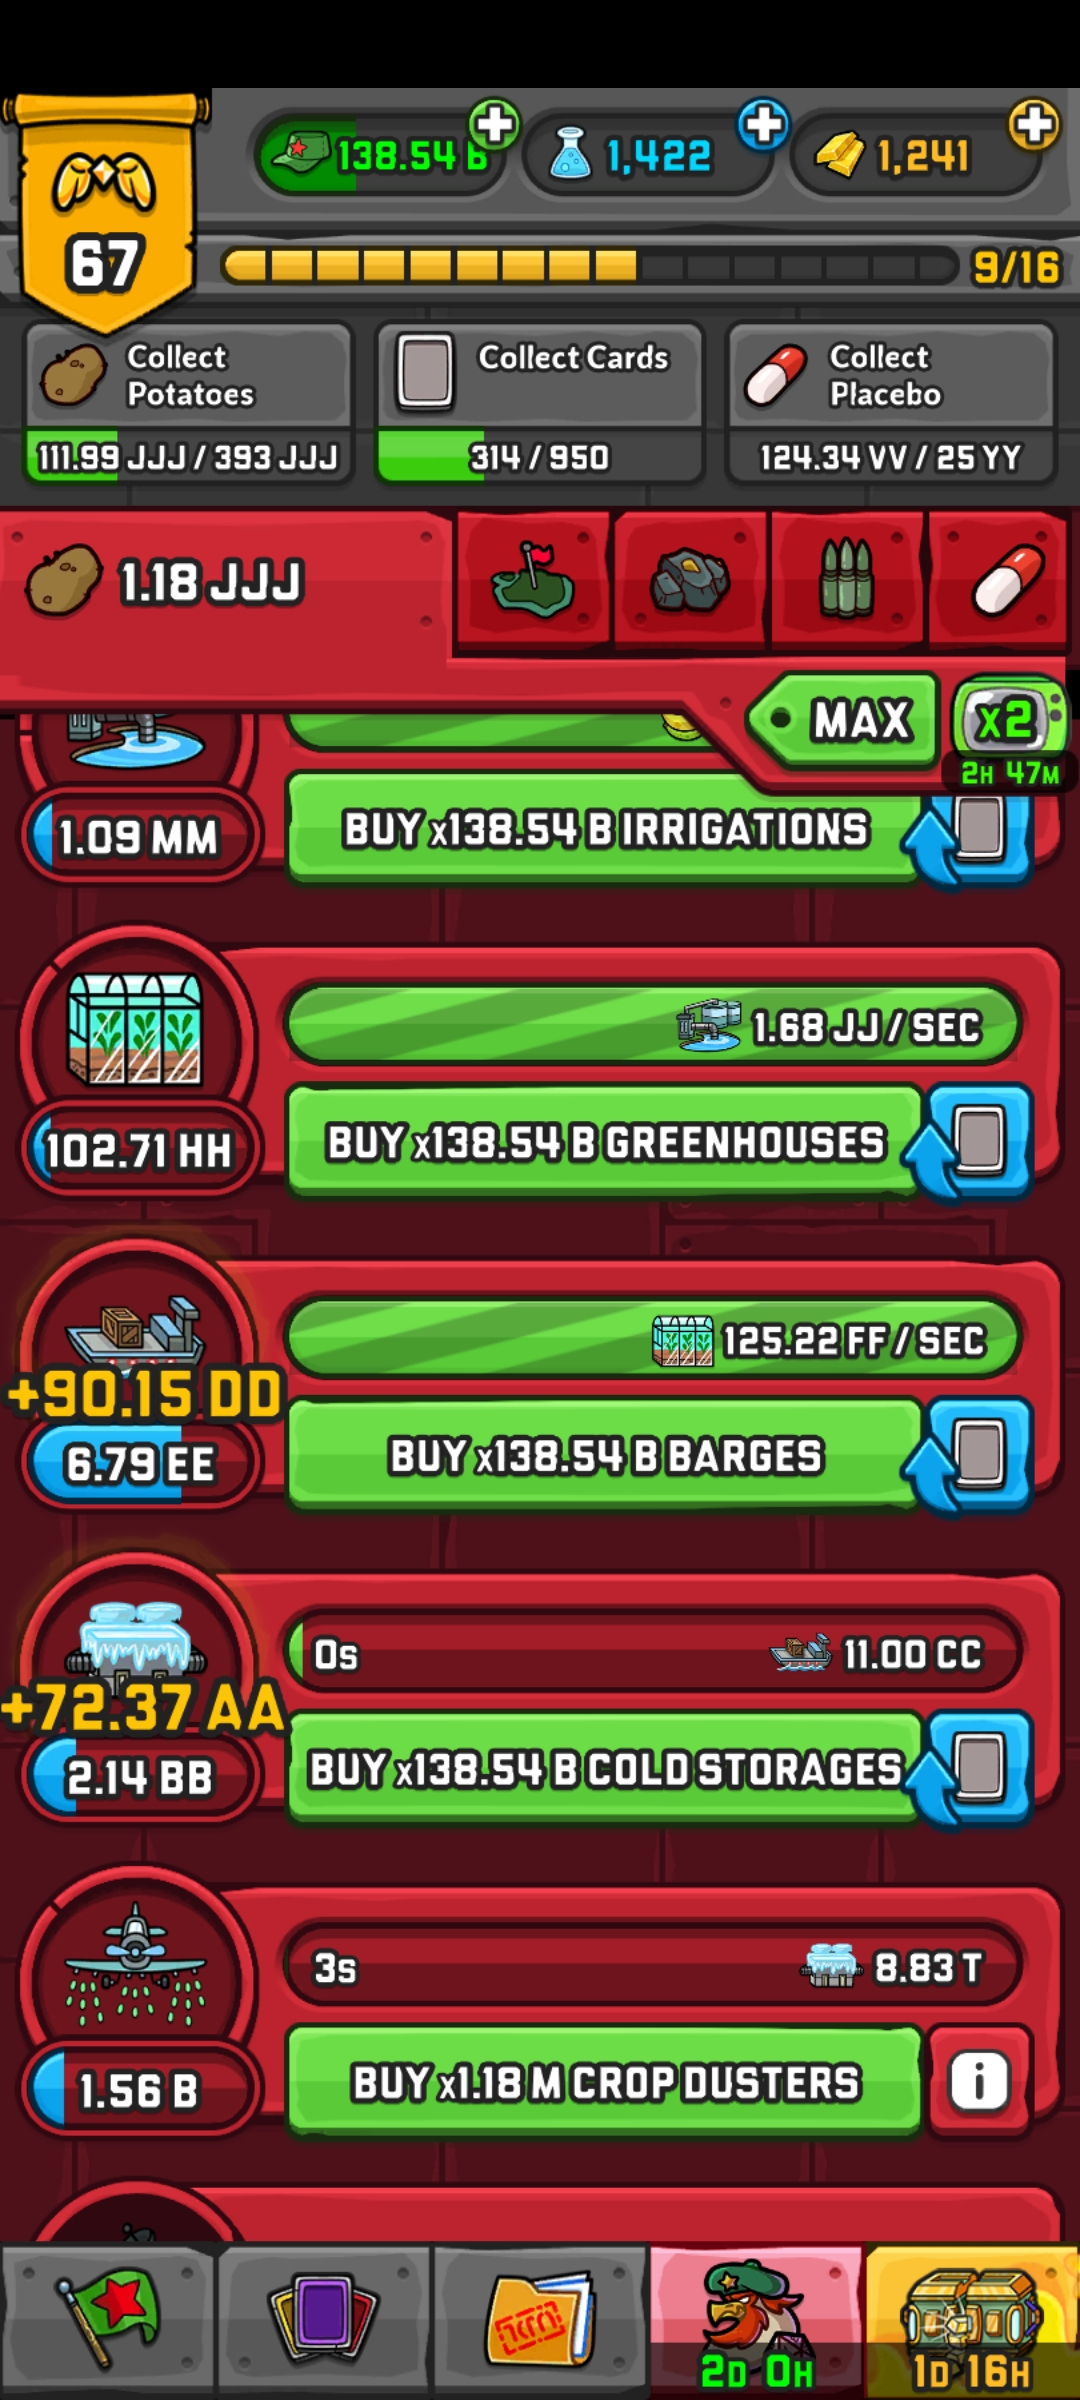 138.54 B
1,422
1,241
67
9/16
Collect
Potatoes
111.99 JJJ / 393 JJJ
Collect Cards
314 / 950
Collect
Placebo
124.34 VV / 25 YY
1.18 JJJ
MAX
x2
2H 47M
1.09 MM
BUY x138.54 B IRRIGATIONS
1.68 JJ / SEC
102.71 HH
BUY x138.54 B GREENHOUSES
125.22 FF / SEC
+90.15 DD
6.79 EE
BUY x138.54 B BARGES
0s
11.00 CC
+72.37 AA
2.14 BB
BUY x138.54 B COLD STORAGES
3s
8.83 T
1.56 B
BUY x1.18 M CROP DUSTERS
i
2D 0H
1D 16H